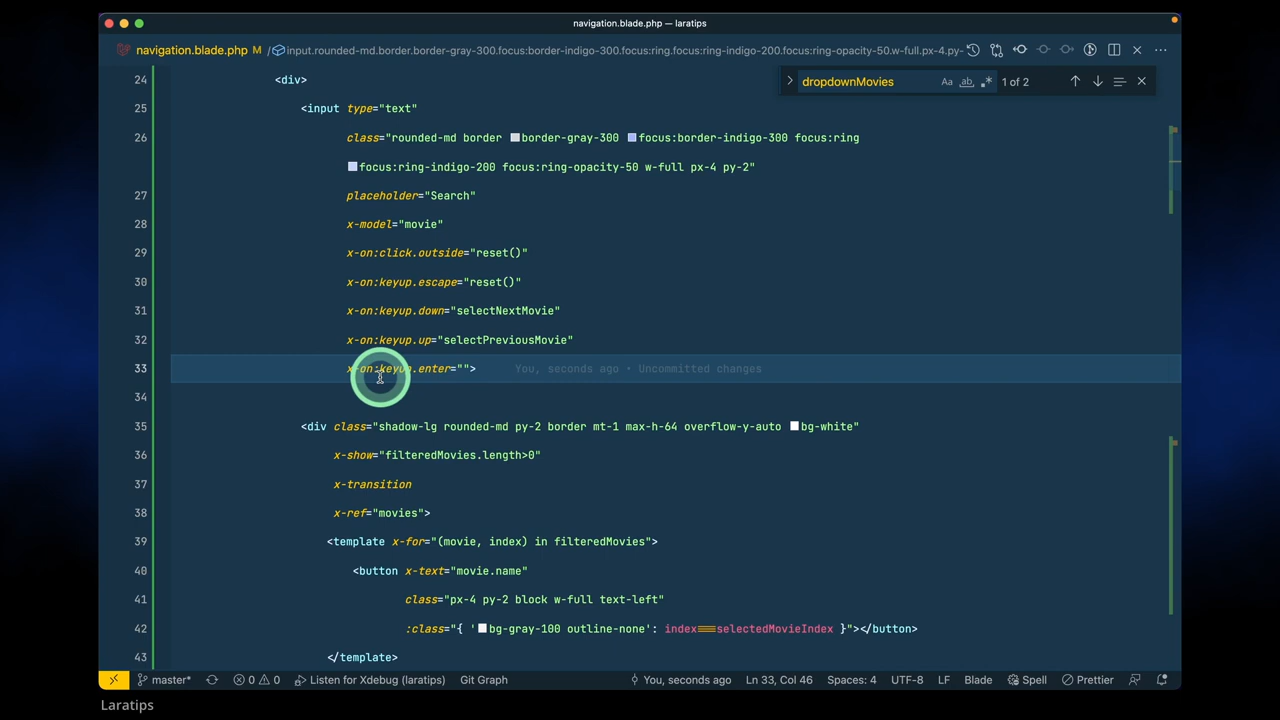 navigation.blade.php — laratips
navigation.blade.php M / input.rounded-md.border.border-gray-300.focus:border-indigo-300.focus:ring.focus:ring-indigo-200.focus:ring-opacity-50.w-full.px-4.py-
dropdownMovies Aa ab .* 1 of 2
24 <div>
25 <input type="text"
26 class="rounded-md border border-gray-300 focus:border-indigo-300 focus:ring
focus:ring-indigo-200 focus:ring-opacity-50 w-full px-4 py-2"
27 placeholder="Search"
28 x-model="movie"
29 x-on:click.outside="reset()"
30 x-on:keyup.escape="reset()"
31 x-on:keyup.down="selectNextMovie"
32 x-on:keyup.up="selectPreviousMovie"
33 x-on:keyup.enter=""> You, seconds ago • Uncommitted changes
34
35 <div class="shadow-lg rounded-md py-2 border mt-1 max-h-64 overflow-y-auto bg-white"
36 x-show="filteredMovies.length>0"
37 x-transition
38 x-ref="movies">
39 <template x-for="(movie, index) in filteredMovies">
40 <button x-text="movie.name"
41 class="px-4 py-2 block w-full text-left"
42 :class="{ 'bg-gray-100 outline-none': index===selectedMovieIndex }"></button>
43 </template>
master* 0 0 Listen for Xdebug (laratips) Git Graph You, seconds ago Ln 33, Col 46 Spaces: 4 UTF-8 LF Blade Spell Prettier
Laratips